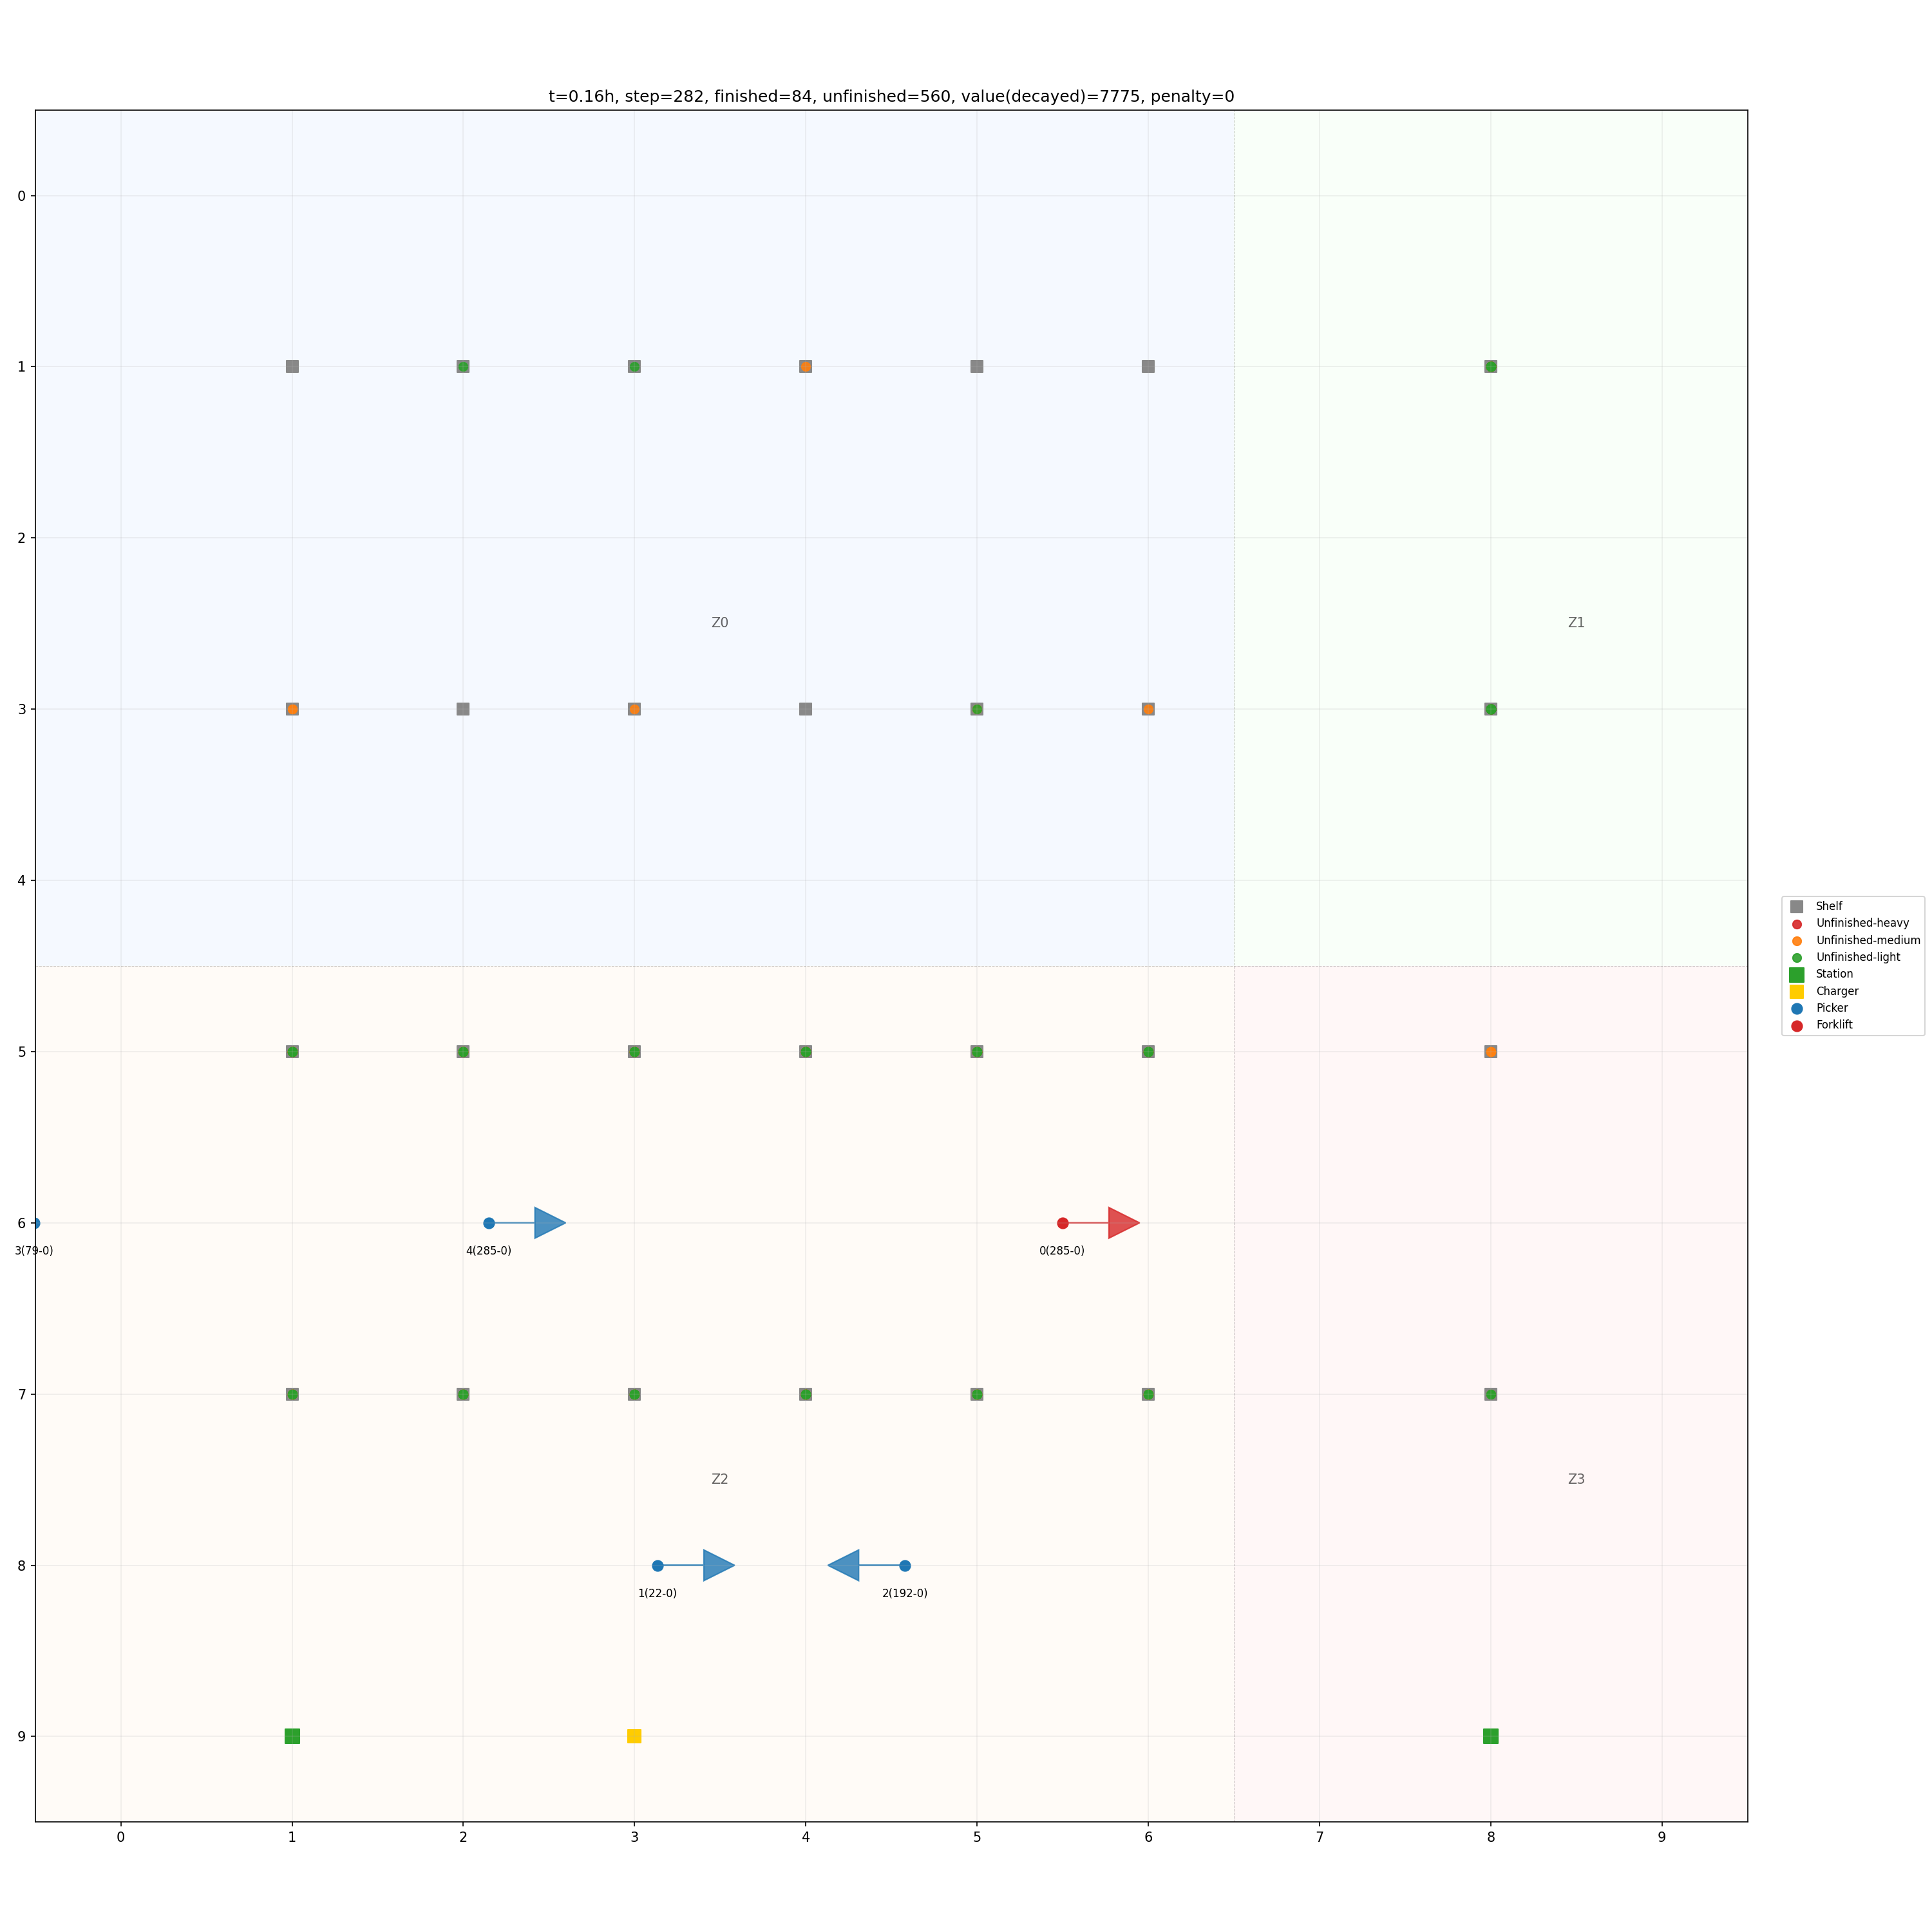 t=0.16h, step=282, finished=84, unfinished=560, value(decayed)=7775, penalty=0
0
1
2
Z0
Z1
3
4
Shelf
Unfinished-heavy
Unfinished-medium
Unfinished-light
Station
Charger
Picker
Forklift
5
6
3(79-0)
4(285-0)
0(285-0)
7
Z2
Z3
8
1(22-0)
2(192-0)
9
0 1 2 3 4 5 6 7 8 9